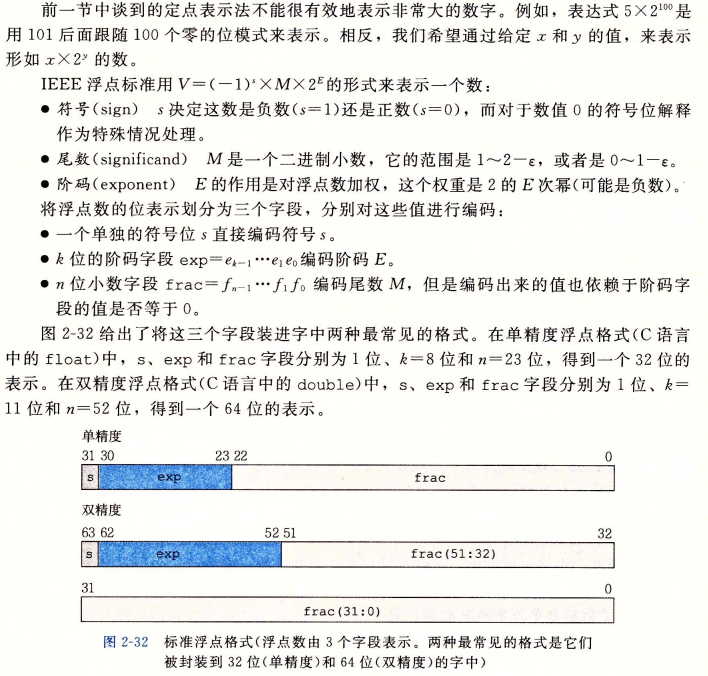 前一节中谈到的定点表示法不能很有效地表示非常大的数字。例如，表达式 5×2¹⁰⁰ 是
用 101 后面跟随 100 个零的位模式来表示。相反，我们希望通过给定 x 和 y 的值，来表示
形如 x×2ʸ 的数。
IEEE 浮点标准用 V=(−1)ˢ×M×2ᴱ 的形式来表示一个数：
● 符号(sign) s 决定这数是负数(s=1)还是正数(s=0)，而对于数值 0 的符号位解释
作为特殊情况处理。
● 尾数(significand) M 是一个二进制小数，它的范围是 1～2−ε，或者是 0～1−ε。
● 阶码(exponent) E 的作用是对浮点数加权，这个权重是 2 的 E 次幂(可能是负数)。
将浮点数的位表示划分为三个字段，分别对这些值进行编码：
● 一个单独的符号位 s 直接编码符号 s。
● k 位的阶码字段 exp=eₖ₋₁⋯e₁e₀ 编码阶码 E。
● n 位小数字段 frac=fₙ₋₁⋯f₁f₀ 编码尾数 M，但是编码出来的值也依赖于阶码字
段的值是否等于 0。
图 2-32 给出了将这三个字段装进字中两种最常见的格式。在单精度浮点格式(C 语言
中的 float)中，s、exp 和 frac 字段分别为 1 位、k=8 位和 n=23 位，得到一个 32 位的
表示。在双精度浮点格式(C 语言中的 double)中，s、exp 和 frac 字段分别为 1 位、k=
11 位和 n=52 位，得到一个 64 位的表示。
单精度
31 30 23 22 0
s exp frac
双精度
63 62 52 51 32
s exp frac(51:32)
31 0
frac(31:0)
图 2-32 标准浮点格式(浮点数由 3 个字段表示。两种最常见的格式是它们
被封装到 32 位(单精度)和 64 位(双精度)的字中)